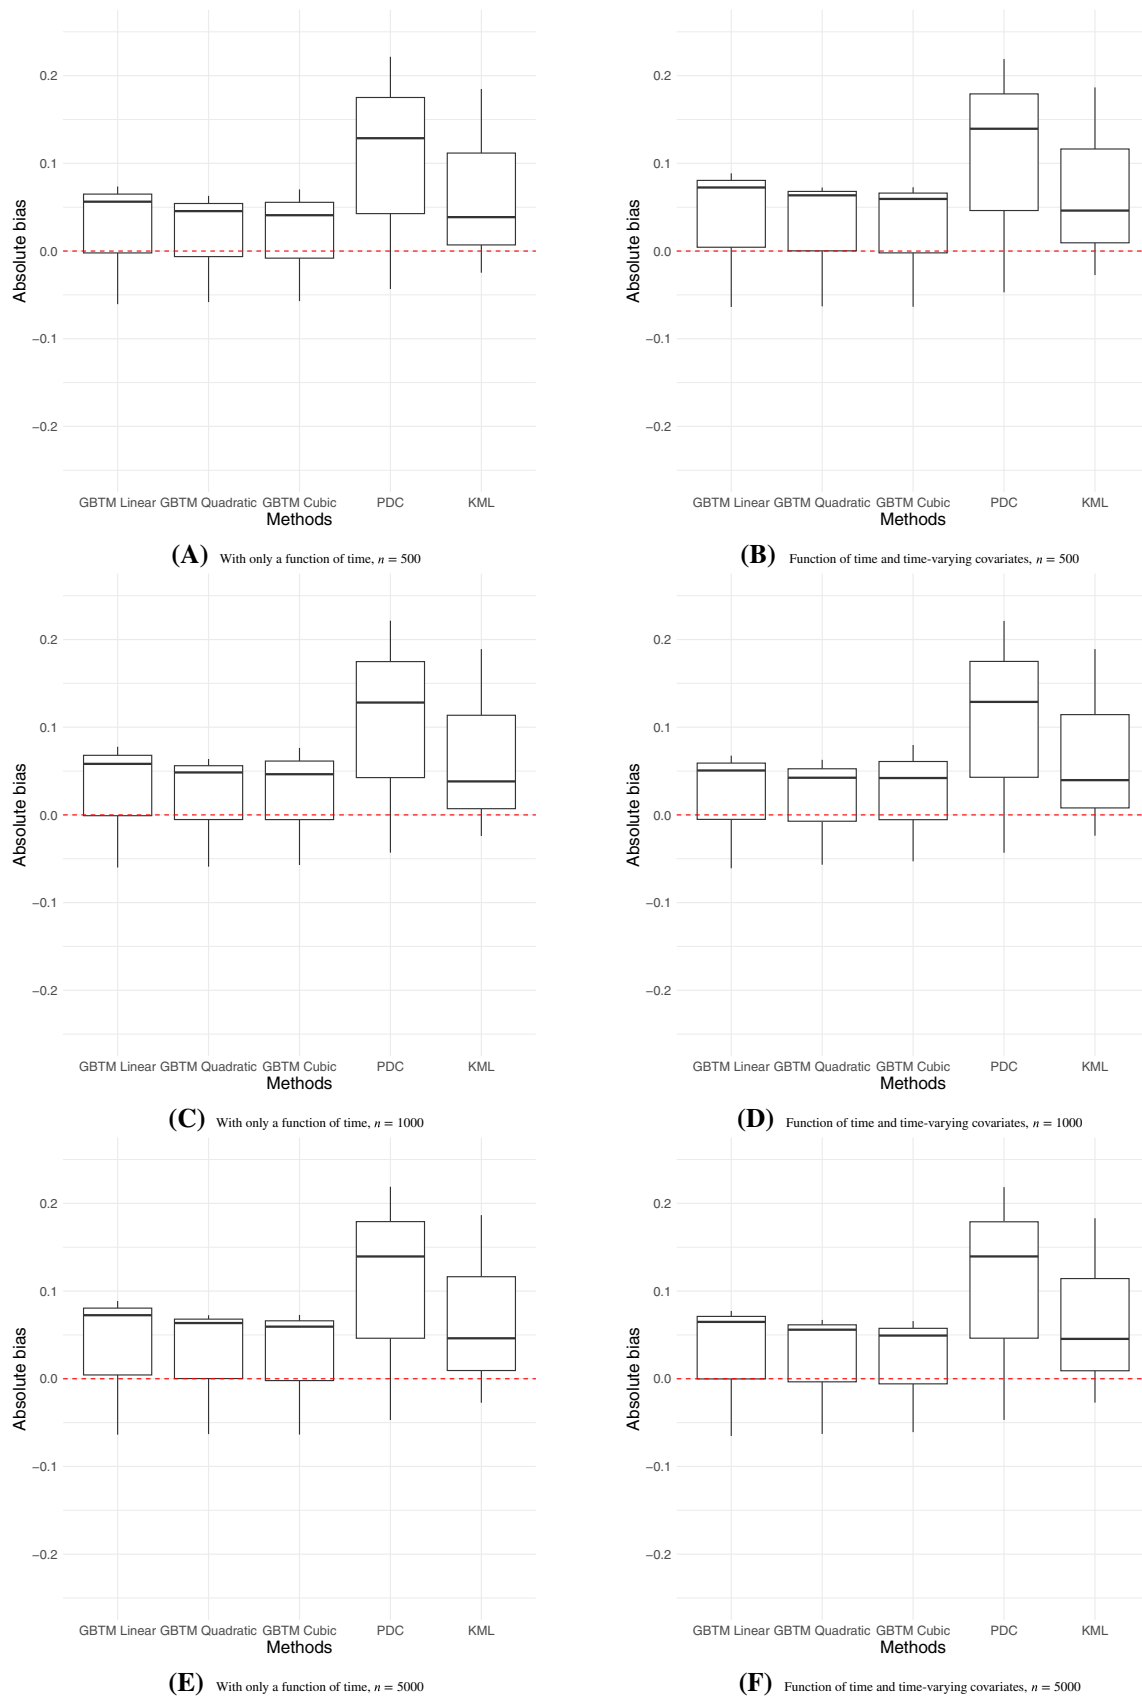 0.2
0.1
0.0
−0.1
−0.2
Absolute bias
GBTM Linear GBTM Quadratic GBTM Cubic PDC KML
Methods
(A) With only a function of time, n = 500
0.2
0.1
0.0
−0.1
−0.2
Absolute bias
GBTM Linear GBTM Quadratic GBTM Cubic PDC KML
Methods
(B) Function of time and time-varying covariates, n = 500
0.2
0.1
0.0
−0.1
−0.2
Absolute bias
GBTM Linear GBTM Quadratic GBTM Cubic PDC KML
Methods
(C) With only a function of time, n = 1000
0.2
0.1
0.0
−0.1
−0.2
Absolute bias
GBTM Linear GBTM Quadratic GBTM Cubic PDC KML
Methods
(D) Function of time and time-varying covariates, n = 1000
0.2
0.1
0.0
−0.1
−0.2
Absolute bias
GBTM Linear GBTM Quadratic GBTM Cubic PDC KML
Methods
(E) With only a function of time, n = 5000
0.2
0.1
0.0
−0.1
−0.2
Absolute bias
GBTM Linear GBTM Quadratic GBTM Cubic PDC KML
Methods
(F) Function of time and time-varying covariates, n = 5000